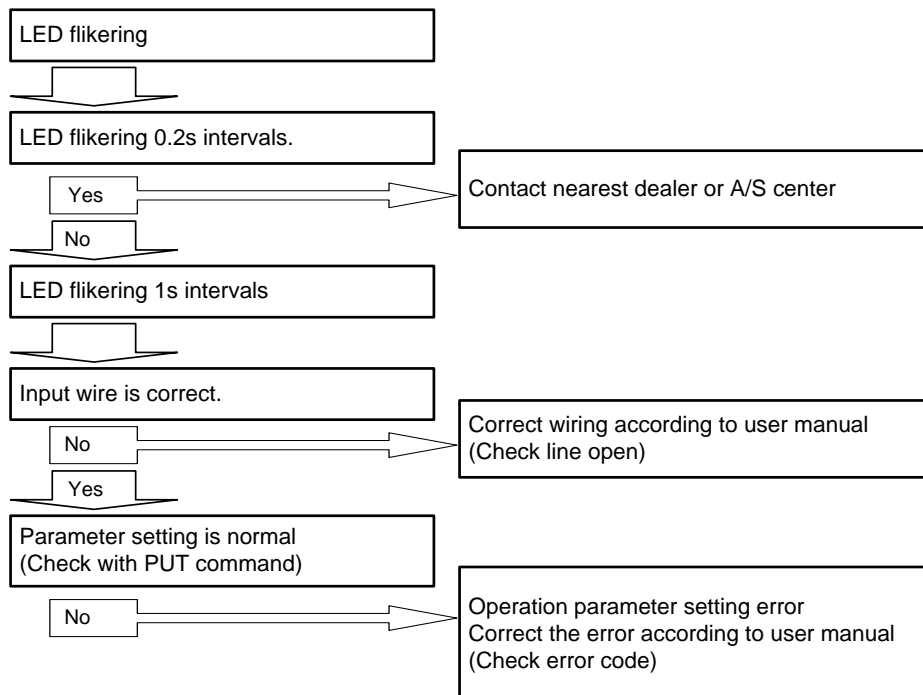 LED flikering
LED flikering 0.2s intervals.
Yes
Contact nearest dealer or A/S center
No
LED flikering 1s intervals
Input wire is correct.
No
Correct wiring according to user manual
(Check line open)
Yes
Parameter setting is normal
(Check with PUT command)
No
Operation parameter setting error
Correct the error according to user manual
(Check error code)